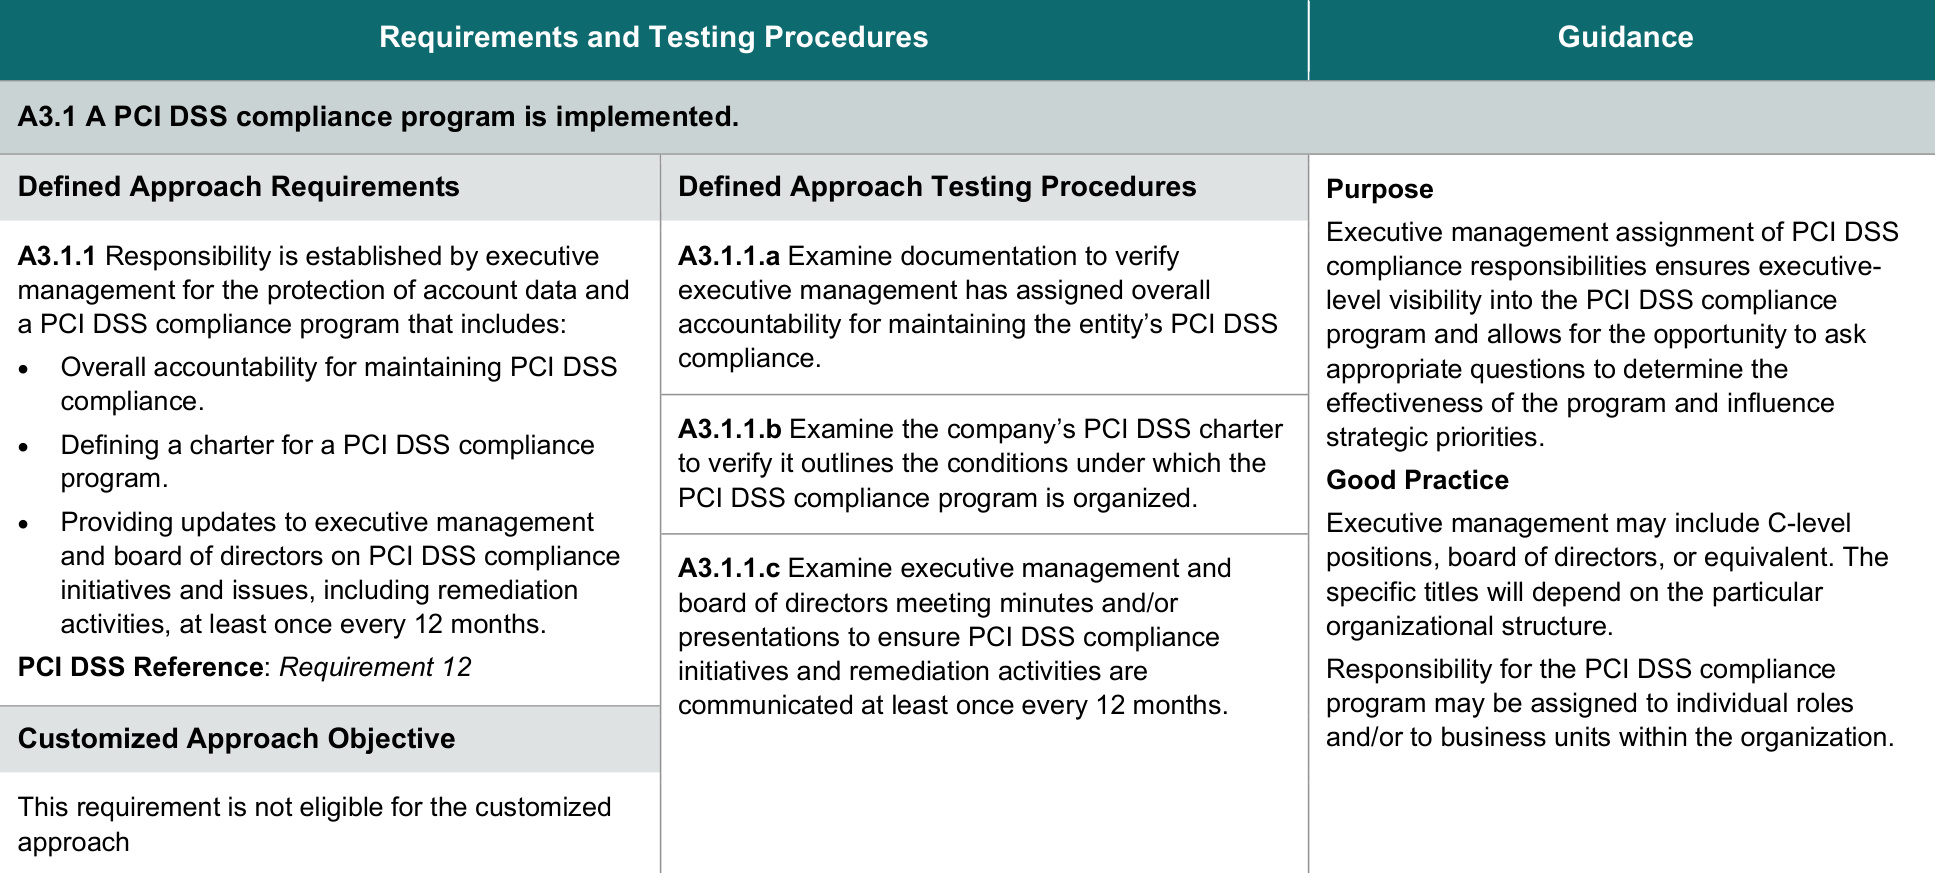 Requirements and Testing Procedures
Guidance
A3.1 A PCI DSS compliance program is implemented.
Defined Approach Requirements
A3.1.1 Responsibility is established by executive
management for the protection of account data and
a PCI DSS compliance program that includes:
• Overall accountability for maintaining PCI DSS
compliance.
• Defining a charter for a PCI DSS compliance
program.
• Providing updates to executive management
and board of directors on PCI DSS compliance
initiatives and issues, including remediation
activities, at least once every 12 months.
PCI DSS Reference: Requirement 12
Customized Approach Objective
This requirement is not eligible for the customized
approach
Defined Approach Testing Procedures
A3.1.1.a Examine documentation to verify
executive management has assigned overall
accountability for maintaining the entity’s PCI DSS
compliance.
A3.1.1.b Examine the company’s PCI DSS charter
to verify it outlines the conditions under which the
PCI DSS compliance program is organized.
A3.1.1.c Examine executive management and
board of directors meeting minutes and/or
presentations to ensure PCI DSS compliance
initiatives and remediation activities are
communicated at least once every 12 months.
Purpose
Executive management assignment of PCI DSS
compliance responsibilities ensures executive-
level visibility into the PCI DSS compliance
program and allows for the opportunity to ask
appropriate questions to determine the
effectiveness of the program and influence
strategic priorities.
Good Practice
Executive management may include C-level
positions, board of directors, or equivalent. The
specific titles will depend on the particular
organizational structure.
Responsibility for the PCI DSS compliance
program may be assigned to individual roles
and/or to business units within the organization.